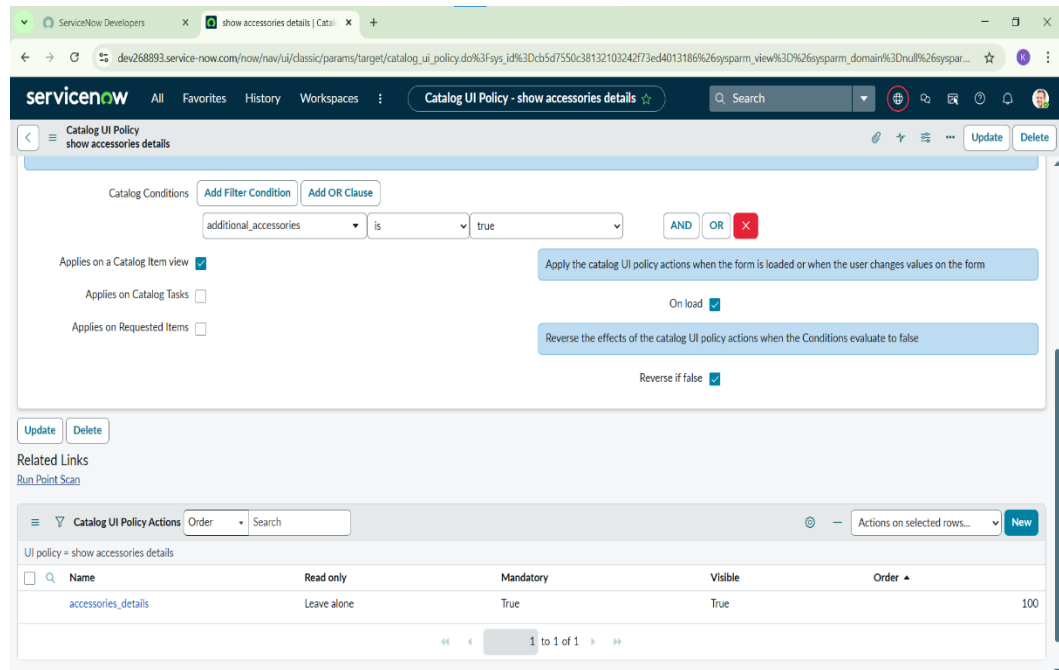 ServiceNow Developers
show accessories details | Catal
dev268893.service-now.com/now/nav/ui/classic/params/target/catalog_ui_policy.do%3Fsys_id%3Dcb5d7550c38132103242f73ed4013186%26sysparm_view%3D%26sysparm_domain%3Dnull%26syspar...
K
servicenow All Favorites History Workspaces Catalog UI Policy - show accessories details Search
Catalog UI Policy
show accessories details
Update Delete
Catalog Conditions Add Filter Condition Add OR Clause
additional_accessories is true AND OR X
Applies on a Catalog Item view
Apply the catalog UI policy actions when the form is loaded or when the user changes values on the form
Applies on Catalog Tasks
On load
Applies on Requested Items
Reverse the effects of the catalog UI policy actions when the Conditions evaluate to false
Reverse if false
Update Delete
Related Links
Run Point Scan
Catalog UI Policy Actions Order Search Actions on selected rows... New
UI policy = show accessories details
Name Read only Mandatory Visible Order
accessories_details Leave alone True True 100
1 to 1 of 1